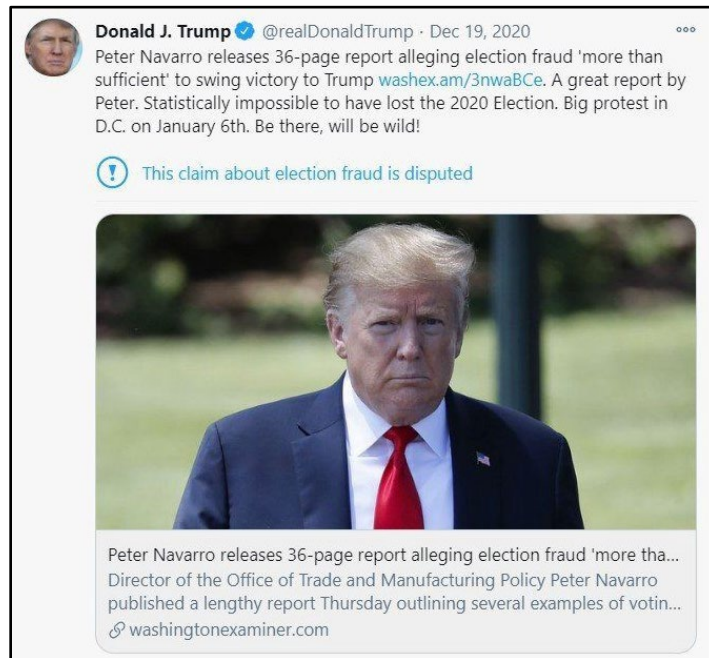 Donald J. Trump @realDonaldTrump · Dec 19, 2020
Peter Navarro releases 36-page report alleging election fraud 'more than
sufficient' to swing victory to Trump washex.am/3nwaBCe. A great report by
Peter. Statistically impossible to have lost the 2020 Election. Big protest in
D.C. on January 6th. Be there, will be wild!
This claim about election fraud is disputed
Peter Navarro releases 36-page report alleging election fraud 'more tha...
Director of the Office of Trade and Manufacturing Policy Peter Navarro
published a lengthy report Thursday outlining several examples of votin...
washingtonexaminer.com